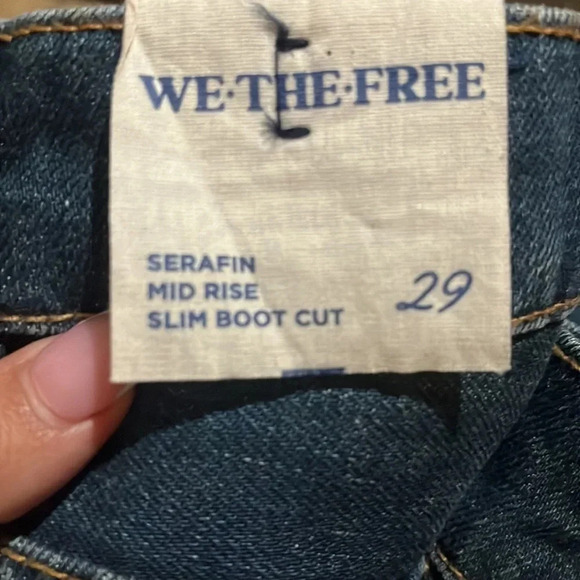 WE·THE·FREE
SERAFIN
MID RISE
SLIM BOOT CUT
29